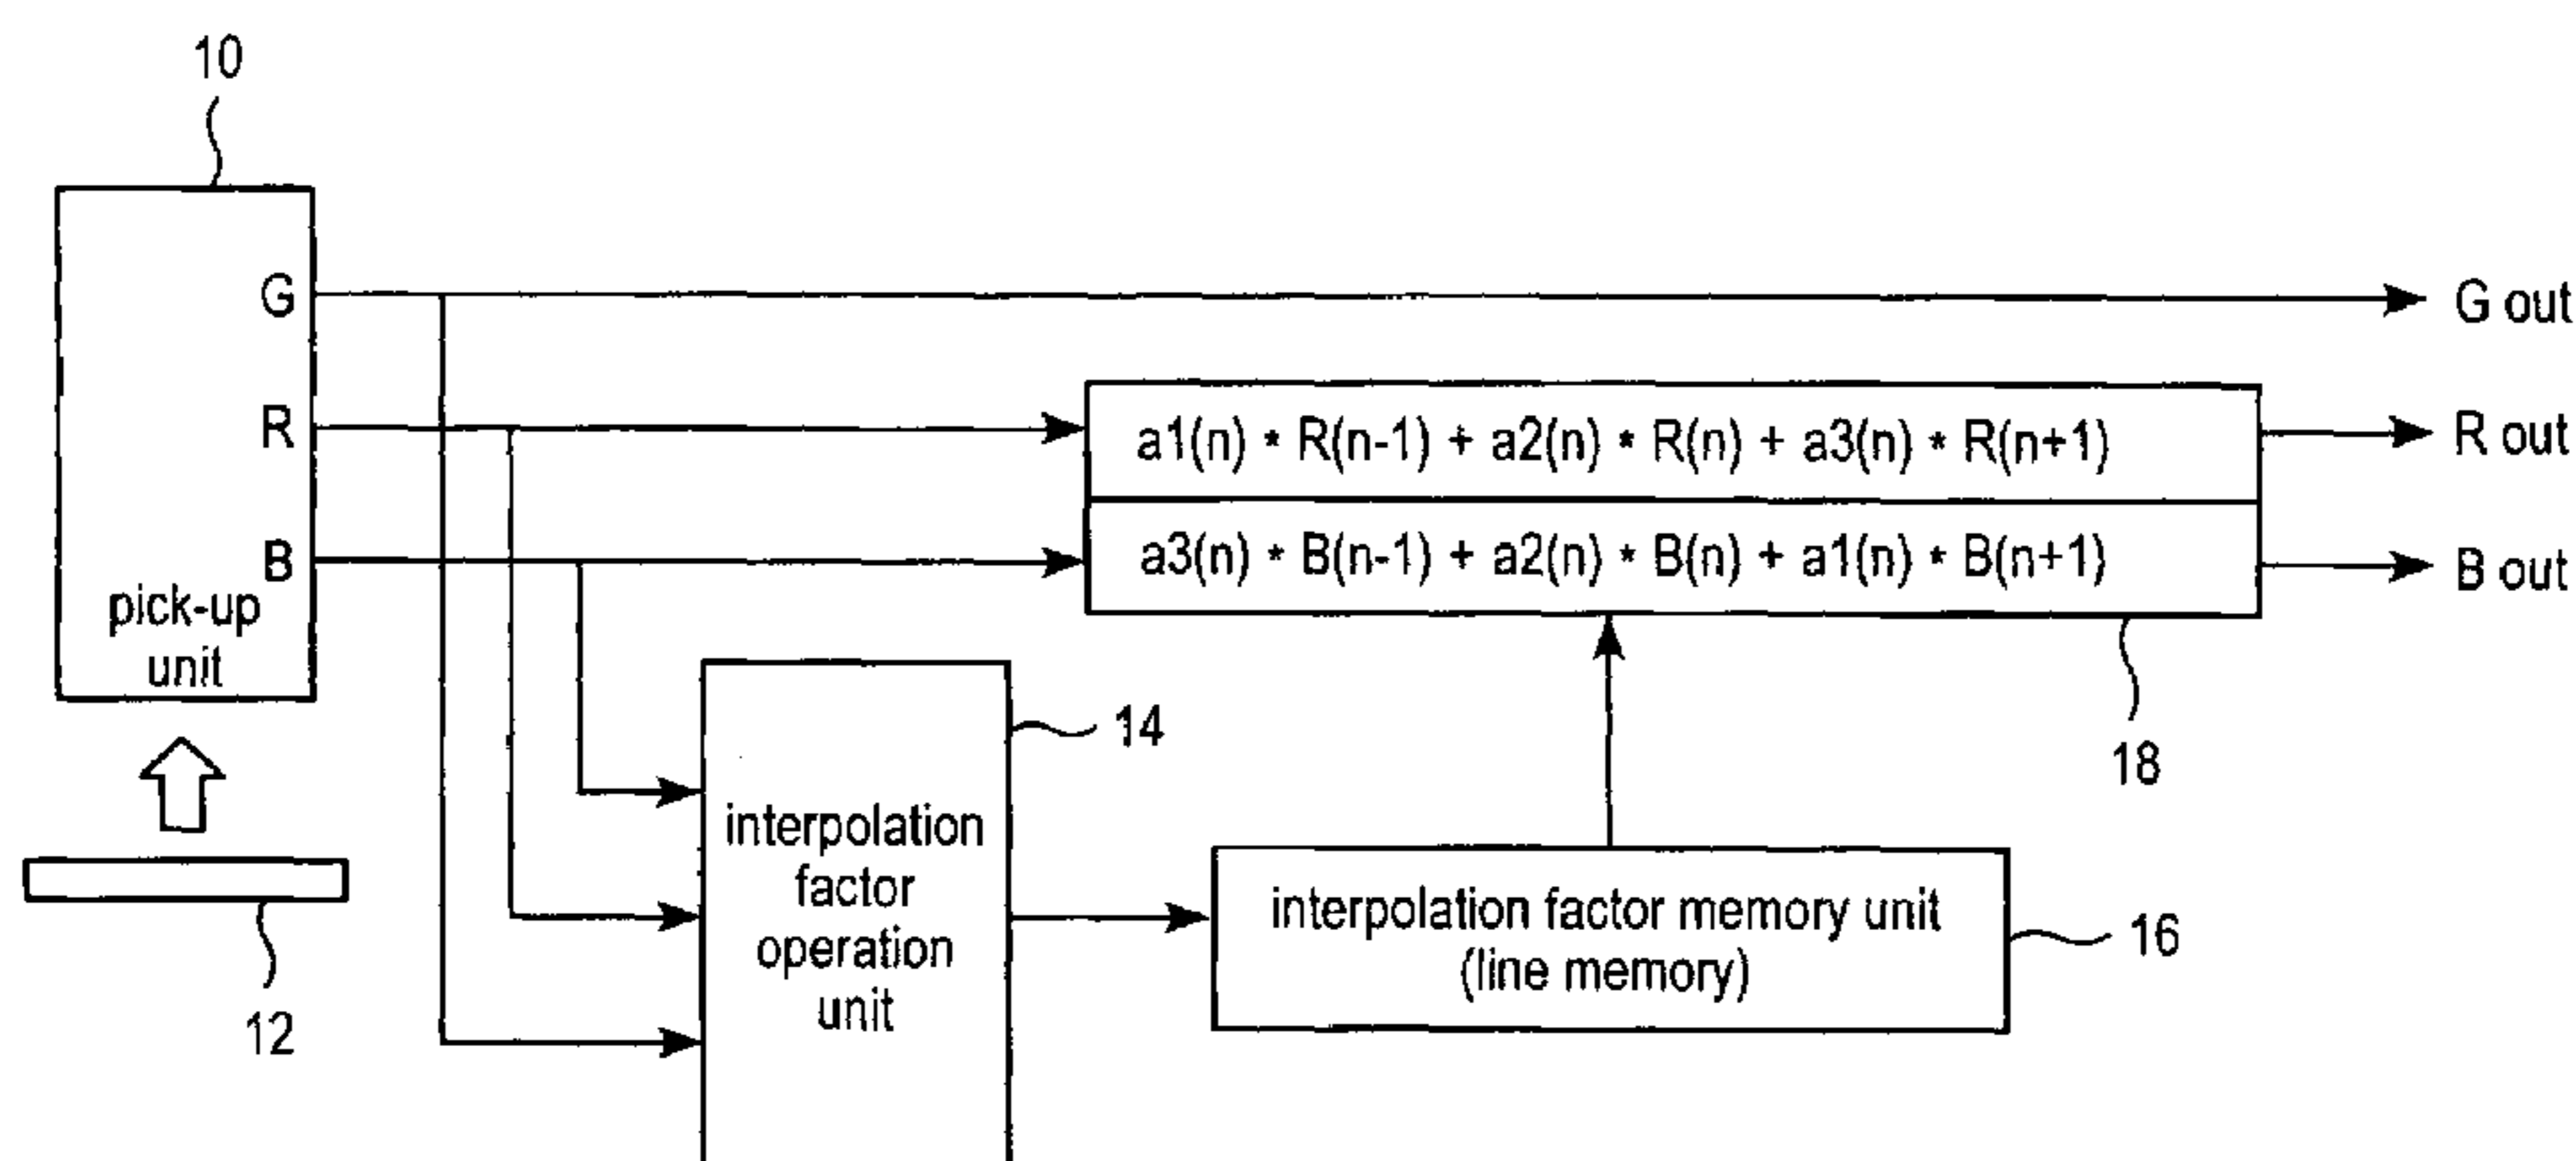 10
G
G out
R
a1(n) * R(n-1) + a2(n) * R(n) + a3(n) * R(n+1)
R out
B
a3(n) * B(n-1) + a2(n) * B(n) + a1(n) * B(n+1)
B out
pick-up
unit
14
18
12
interpolation
factor
operation
unit
interpolation factor memory unit
(line memory)
16